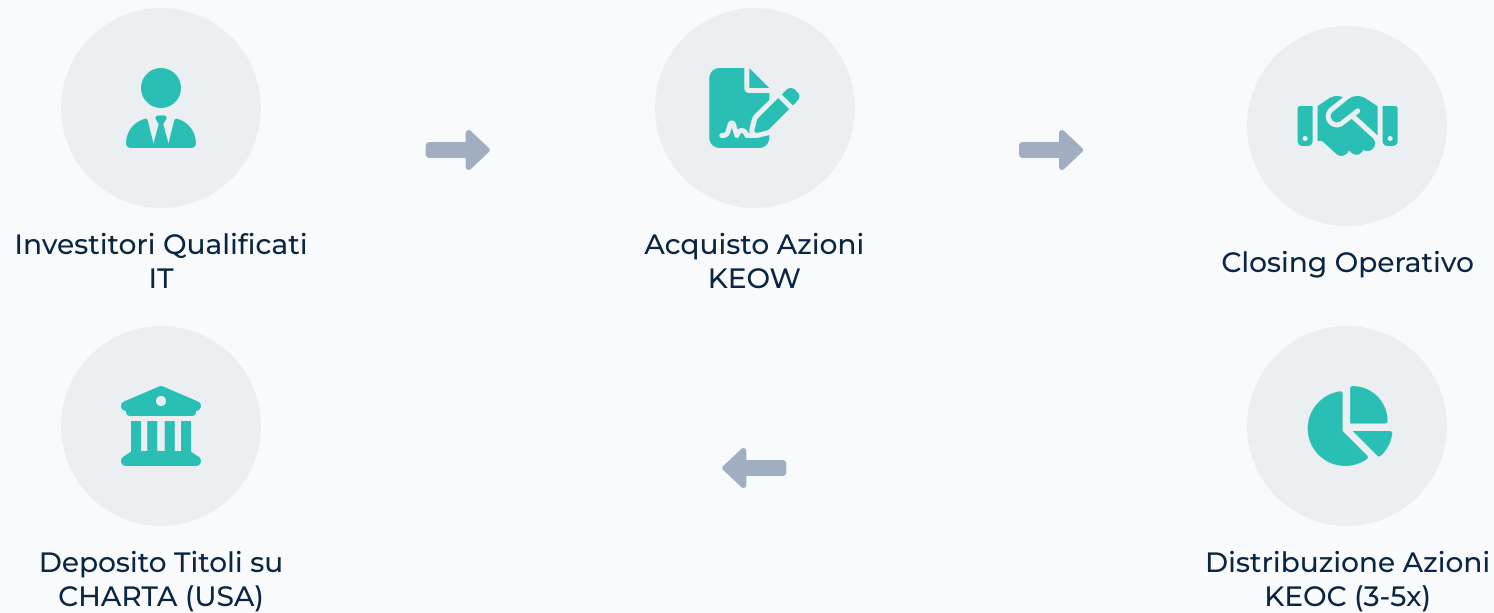 Investitori Qualificati
IT
Acquisto Azioni
KEOW
Closing Operativo
Distribuzione Azioni
KEOC (3-5x)
Deposito Titoli su
CHARTA (USA)